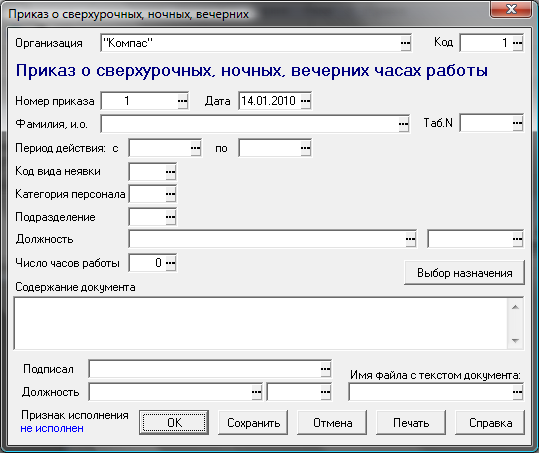 Приказ о сверхурочных, ночных, вечерних
Организация "Компас" ... Код 1 ...
Приказ о сверхурочных, ночных, вечерних часах работы
Номер приказа 1 ... Дата 14.01.2010 ...
Фамилия, и.о. ... Таб.N ...
Период действия: с ... по ...
Код вида неявки ...
Категория персонала ...
Подразделение ...
Должность ... ...
Число часов работы 0 ...
Выбор назначения
Содержание документа
Подписал ... Имя файла с текстом документа:
Должность ... ... ...
Признак исполнения
не исполнен
OK Сохранить Отмена Печать Справка